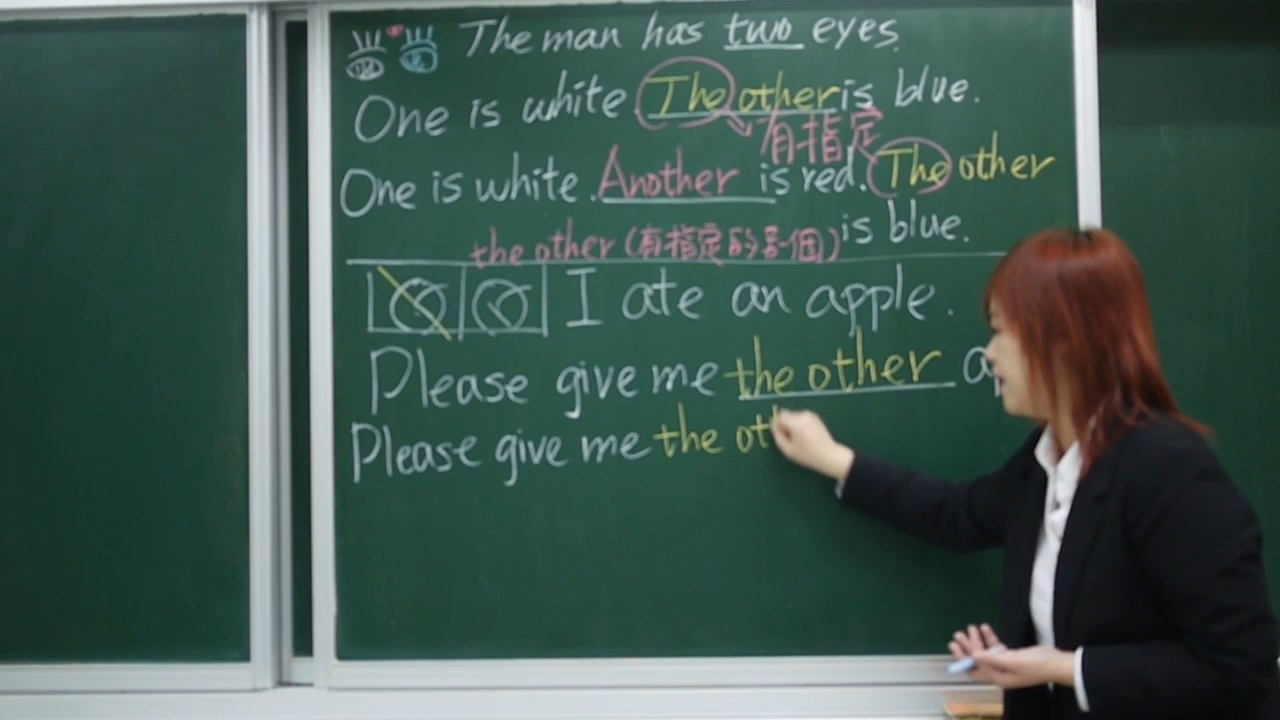 The man has two eyes.
One is white The other is blue.
有指定
One is white. Another is red. The other
is blue.
the other (有指定的另一個)
I ate an apple.
Please give me the other a
Please give me the ot